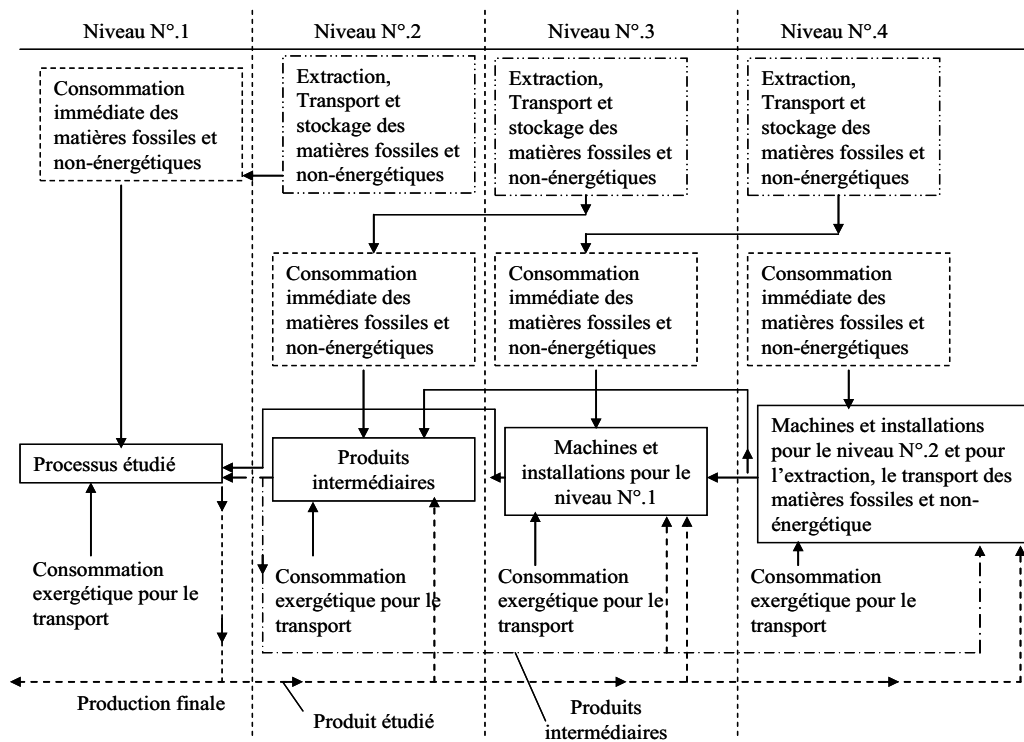 Niveau N°.1
Niveau N°.2
Niveau N°.3
Niveau N°.4
Consommation
immédiate des
matières fossiles et
non-énergétiques
Extraction,
Transport et
stockage des
matières fossiles et
non-énergétiques
Extraction,
Transport et
stockage des
matières fossiles et
non-énergétiques
Extraction,
Transport et
stockage des
matières fossiles et
non-énergétiques
Consommation
immédiate des
matières fossiles et
non-énergétiques
Consommation
immédiate des
matières fossiles et
non-énergétiques
Consommation
immédiate des
matières fossiles et
non-énergétiques
Processus étudié
Produits
intermédiaires
Machines et
installations pour le
niveau N°.1
Machines et installations
pour le niveau N°.2 et pour
l’extraction, le transport des
matières fossiles et non-
énergétique
Consommation
exergétique pour le
transport
Consommation
exergétique pour le
transport
Consommation
exergétique pour le
transport
Consommation
exergétique pour le
transport
Production finale
Produit étudié
Produits
intermédiaires